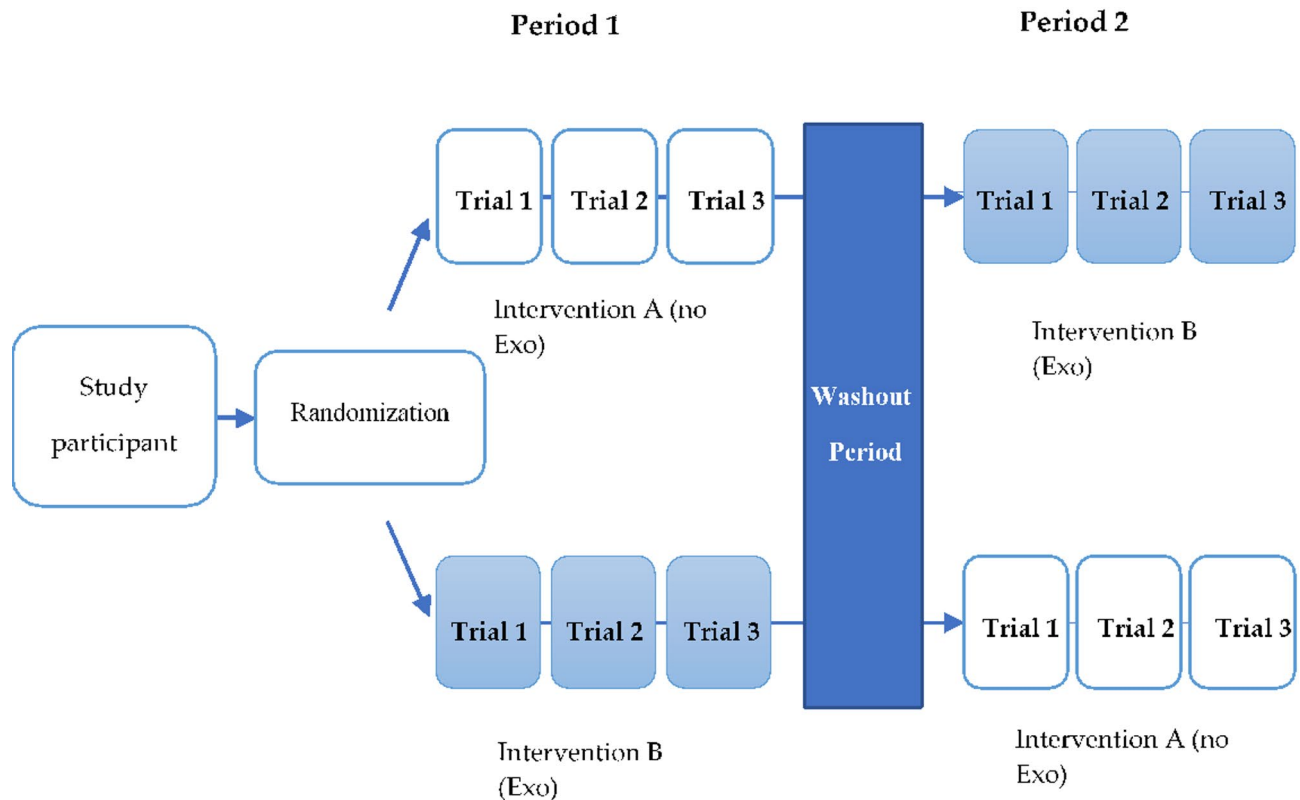 Period 1
Period 2
Trial 1
Trial 2
Trial 3
Trial 1
Trial 2
Trial 3
Intervention A (no
Exo)
Intervention B
(Exo)
Study
participant
Randomization
Washout
Period
Trial 1
Trial 2
Trial 3
Trial 1
Trial 2
Trial 3
Intervention B
(Exo)
Intervention A (no
Exo)